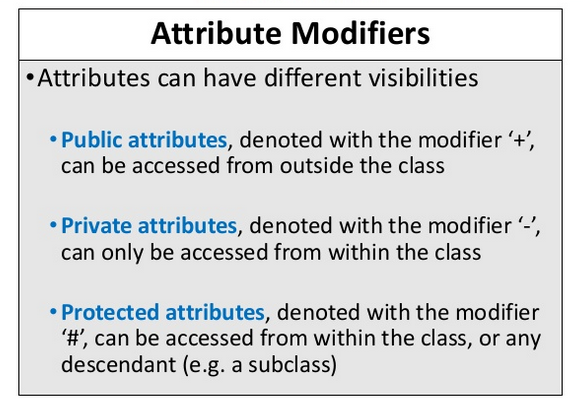 Attribute Modifiers
•Attributes can have different visibilities
•Public attributes, denoted with the modifier ‘+’,
can be accessed from outside the class
•Private attributes, denoted with the modifier ‘-’,
can only be accessed from within the class
•Protected attributes, denoted with the modifier
‘#’, can be accessed from within the class, or any
descendant (e.g. a subclass)